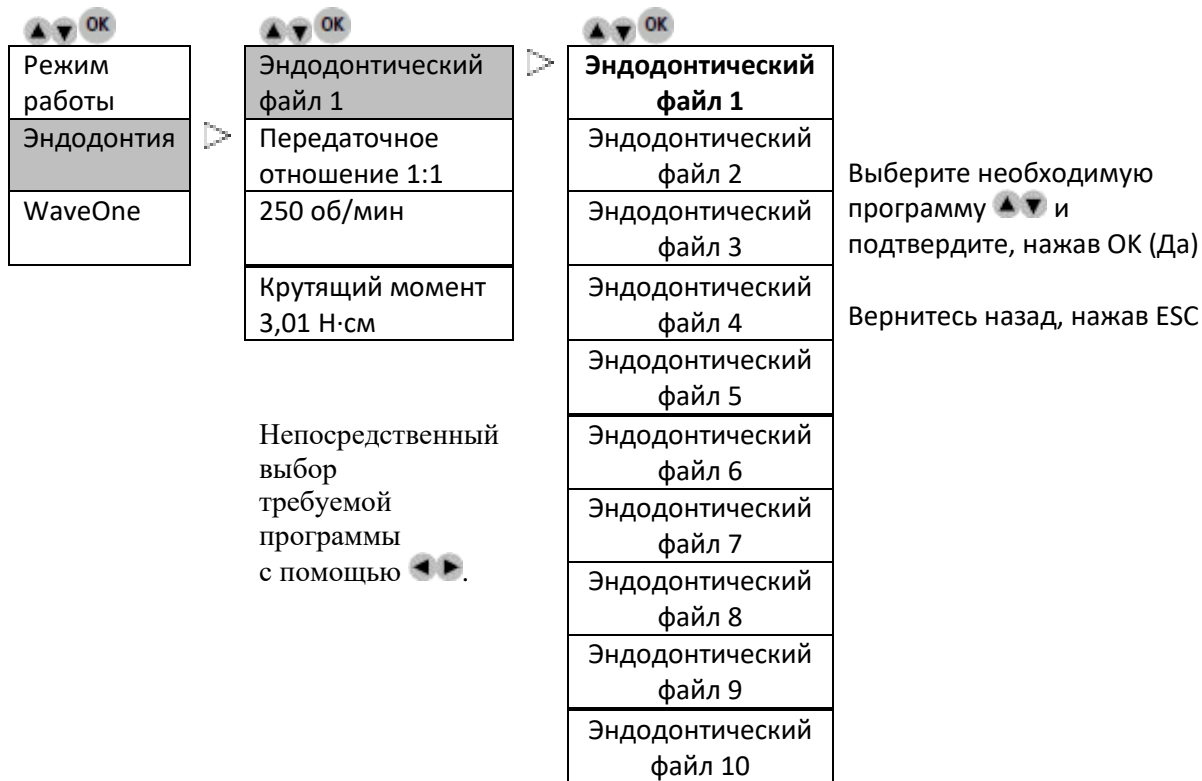 OK
Режим
работы
Эндодонтия
WaveOne
OK
Эндодонтический
файл 1
Передаточное
отношение 1:1
250 об/мин
Крутящий момент
3,01 Н·см
Непосредственный
выбор
требуемой
программы
с помощью ◀▶.
OK
Эндодонтический
файл 1
Эндодонтический
файл 2
Эндодонтический
файл 3
Эндодонтический
файл 4
Эндодонтический
файл 5
Эндодонтический
файл 6
Эндодонтический
файл 7
Эндодонтический
файл 8
Эндодонтический
файл 9
Эндодонтический
файл 10
Выберите необходимую
программу ▲▼ и
подтвердите, нажав OK (Да)
Вернитесь назад, нажав ESC